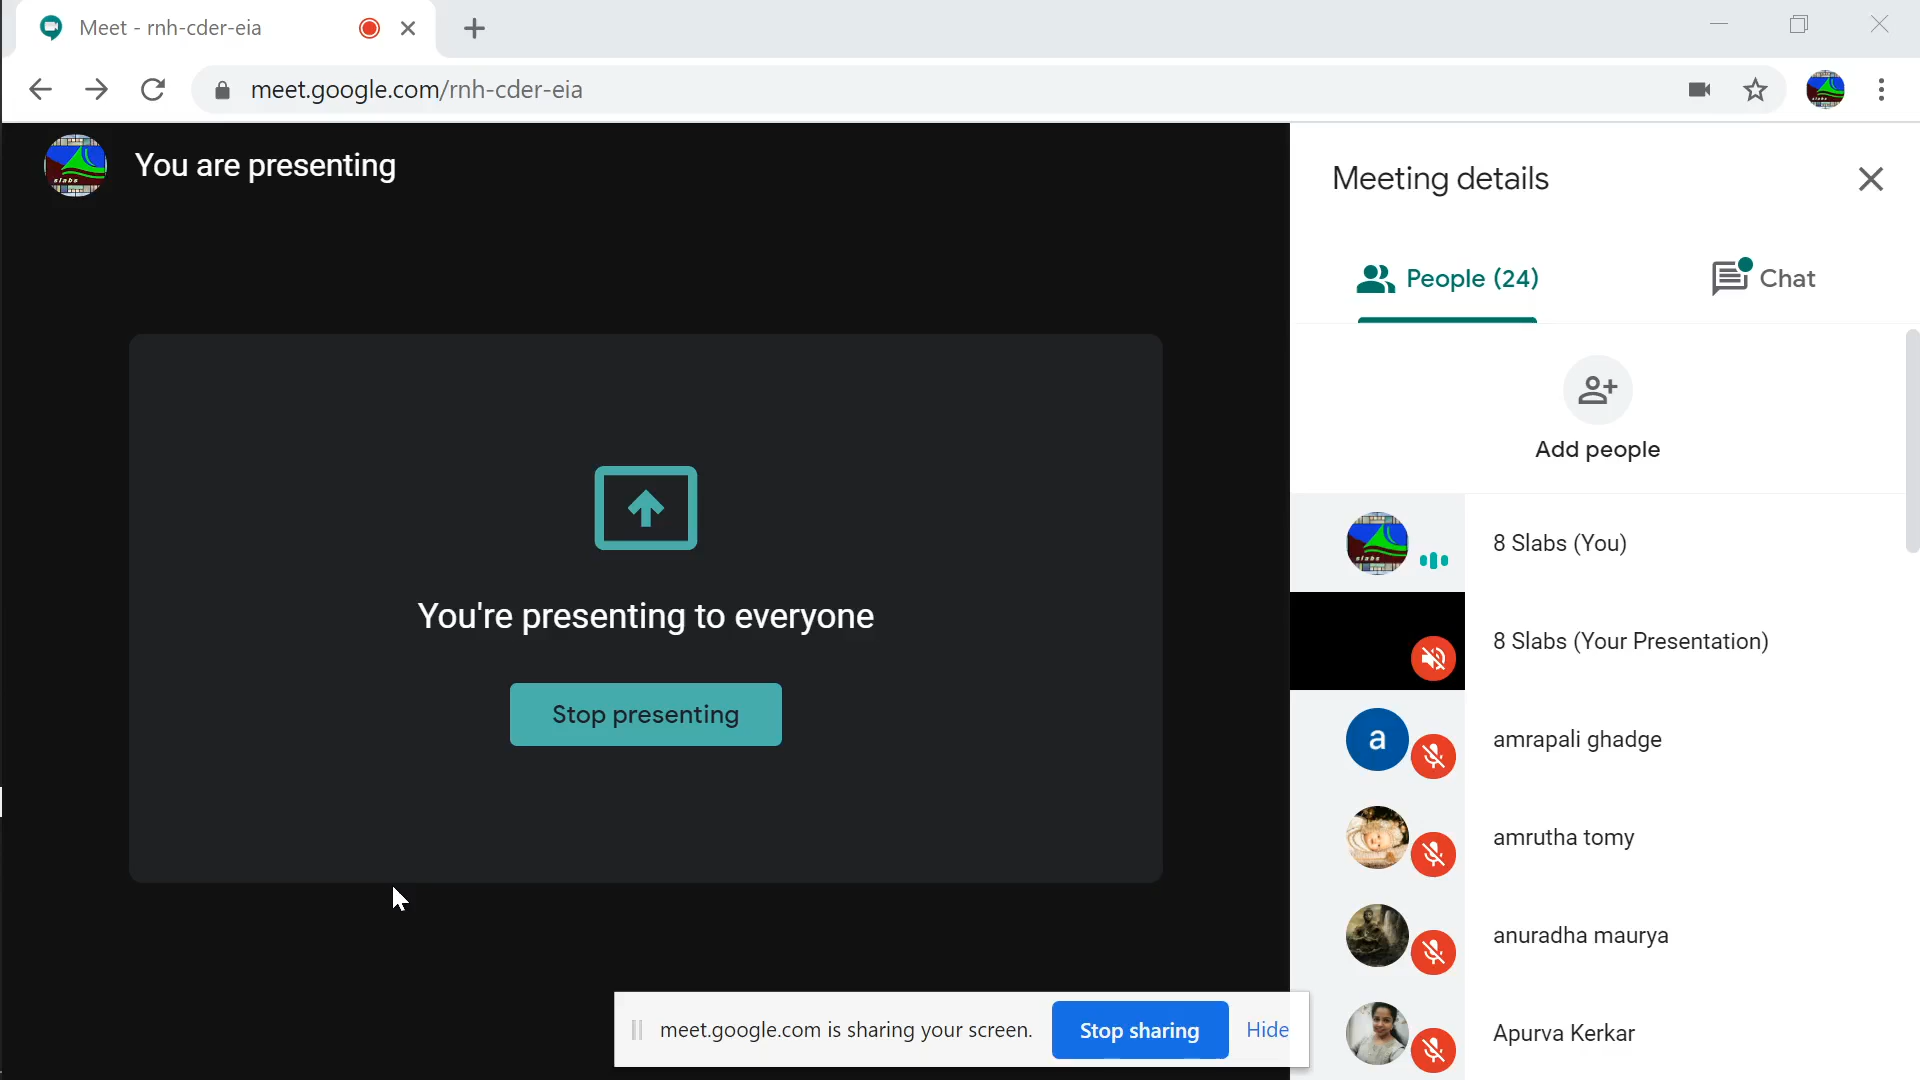 Meet - rnh-cder-eia
meet.google.com/rnh-cder-eia
slabs
You are presenting
You're presenting to everyone
Stop presenting
meet.google.com is sharing your screen.
Stop sharing
Hide
Meeting details
People (24)
Chat
Add people
slabs
8 Slabs (You)
8 Slabs (Your Presentation)
a
amrapali ghadge
amrutha tomy
anuradha maurya
Apurva Kerkar